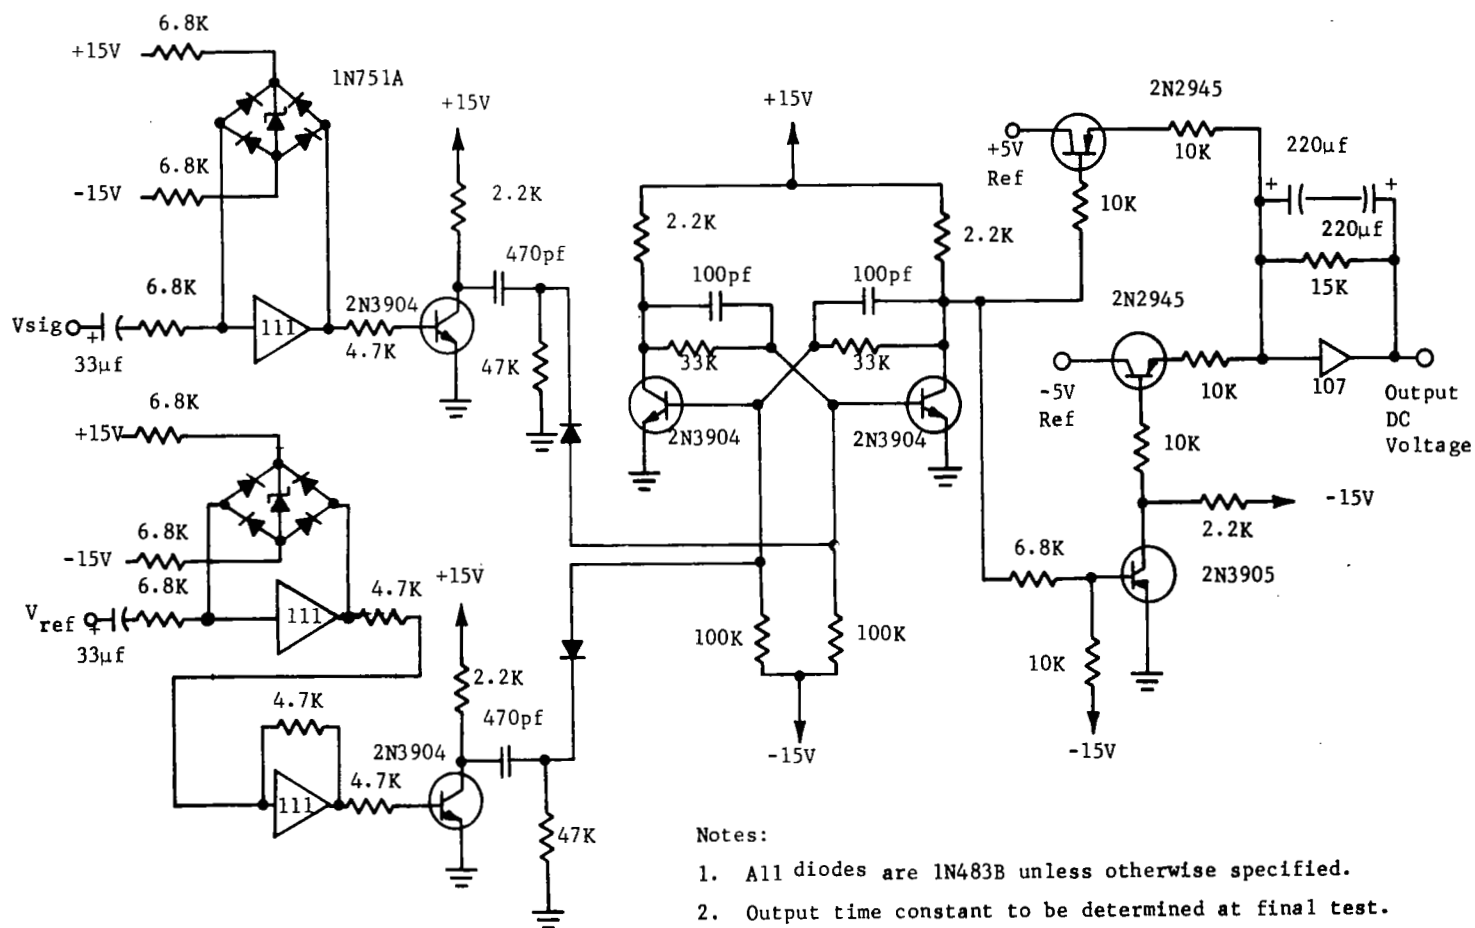 6.8K
+15V
1N751A
+15V
6.8K
-15V
2.2K
470pf
6.8K
2N3904
Vsig
+
33µf
111
4.7K
47K
+15V
2.2K
2.2K
100pf
100pf
33K
33K
2N3904
2N3904
2N2945
+5V
Ref
10K
10K
220µf
+
+
220µf
15K
2N2945
-5V
Ref
10K
107
Output
DC
Voltage
10K
-15V
2.2K
6.8K
2N3905
10K
-15V
6.8K
+15V
6.8K
-15V
6.8K
Vref
+
33µf
111
4.7K
+15V
2.2K
470pf
4.7K
2N3904
111
4.7K
47K
100K
100K
-15V
Notes:
1. All diodes are 1N483B unless otherwise specified.
2. Output time constant to be determined at final test.